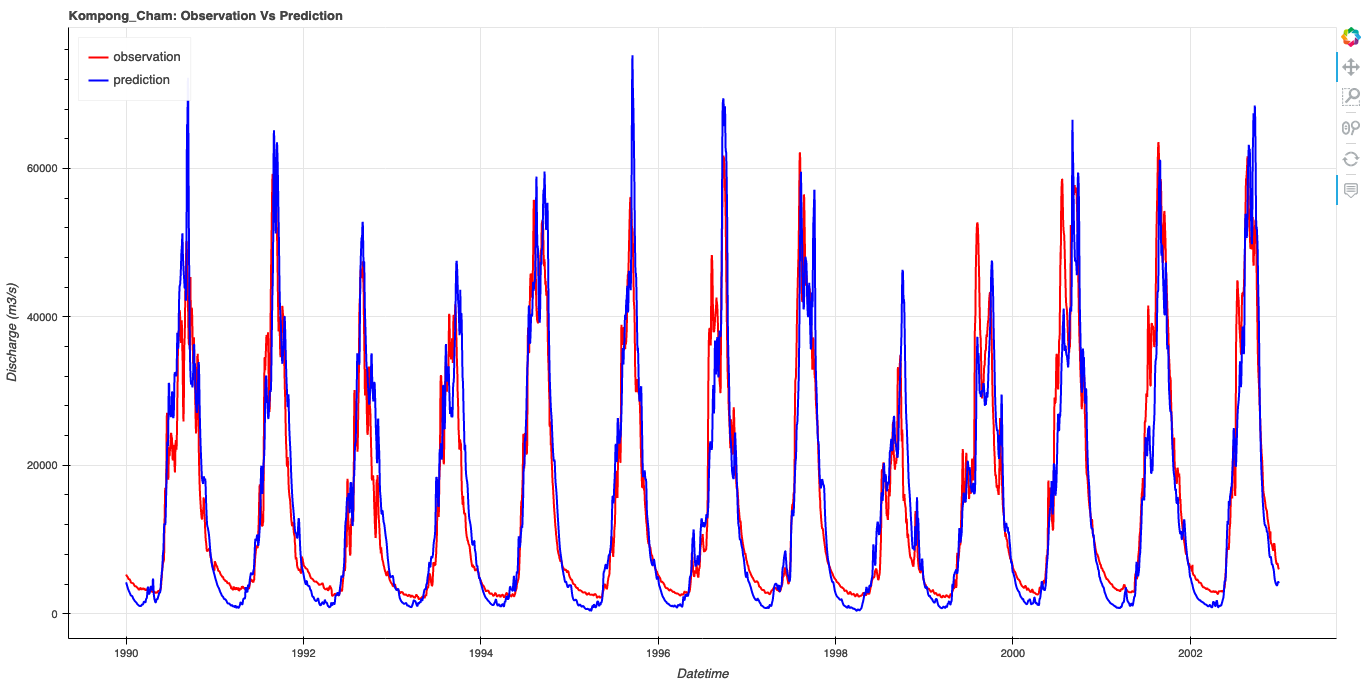 Kompong_Cham: Observation Vs Prediction
observation
prediction
Discharge (m3/s)
60000
40000
20000
0
1990 1992 1994 1996 1998 2000 2002
Datetime